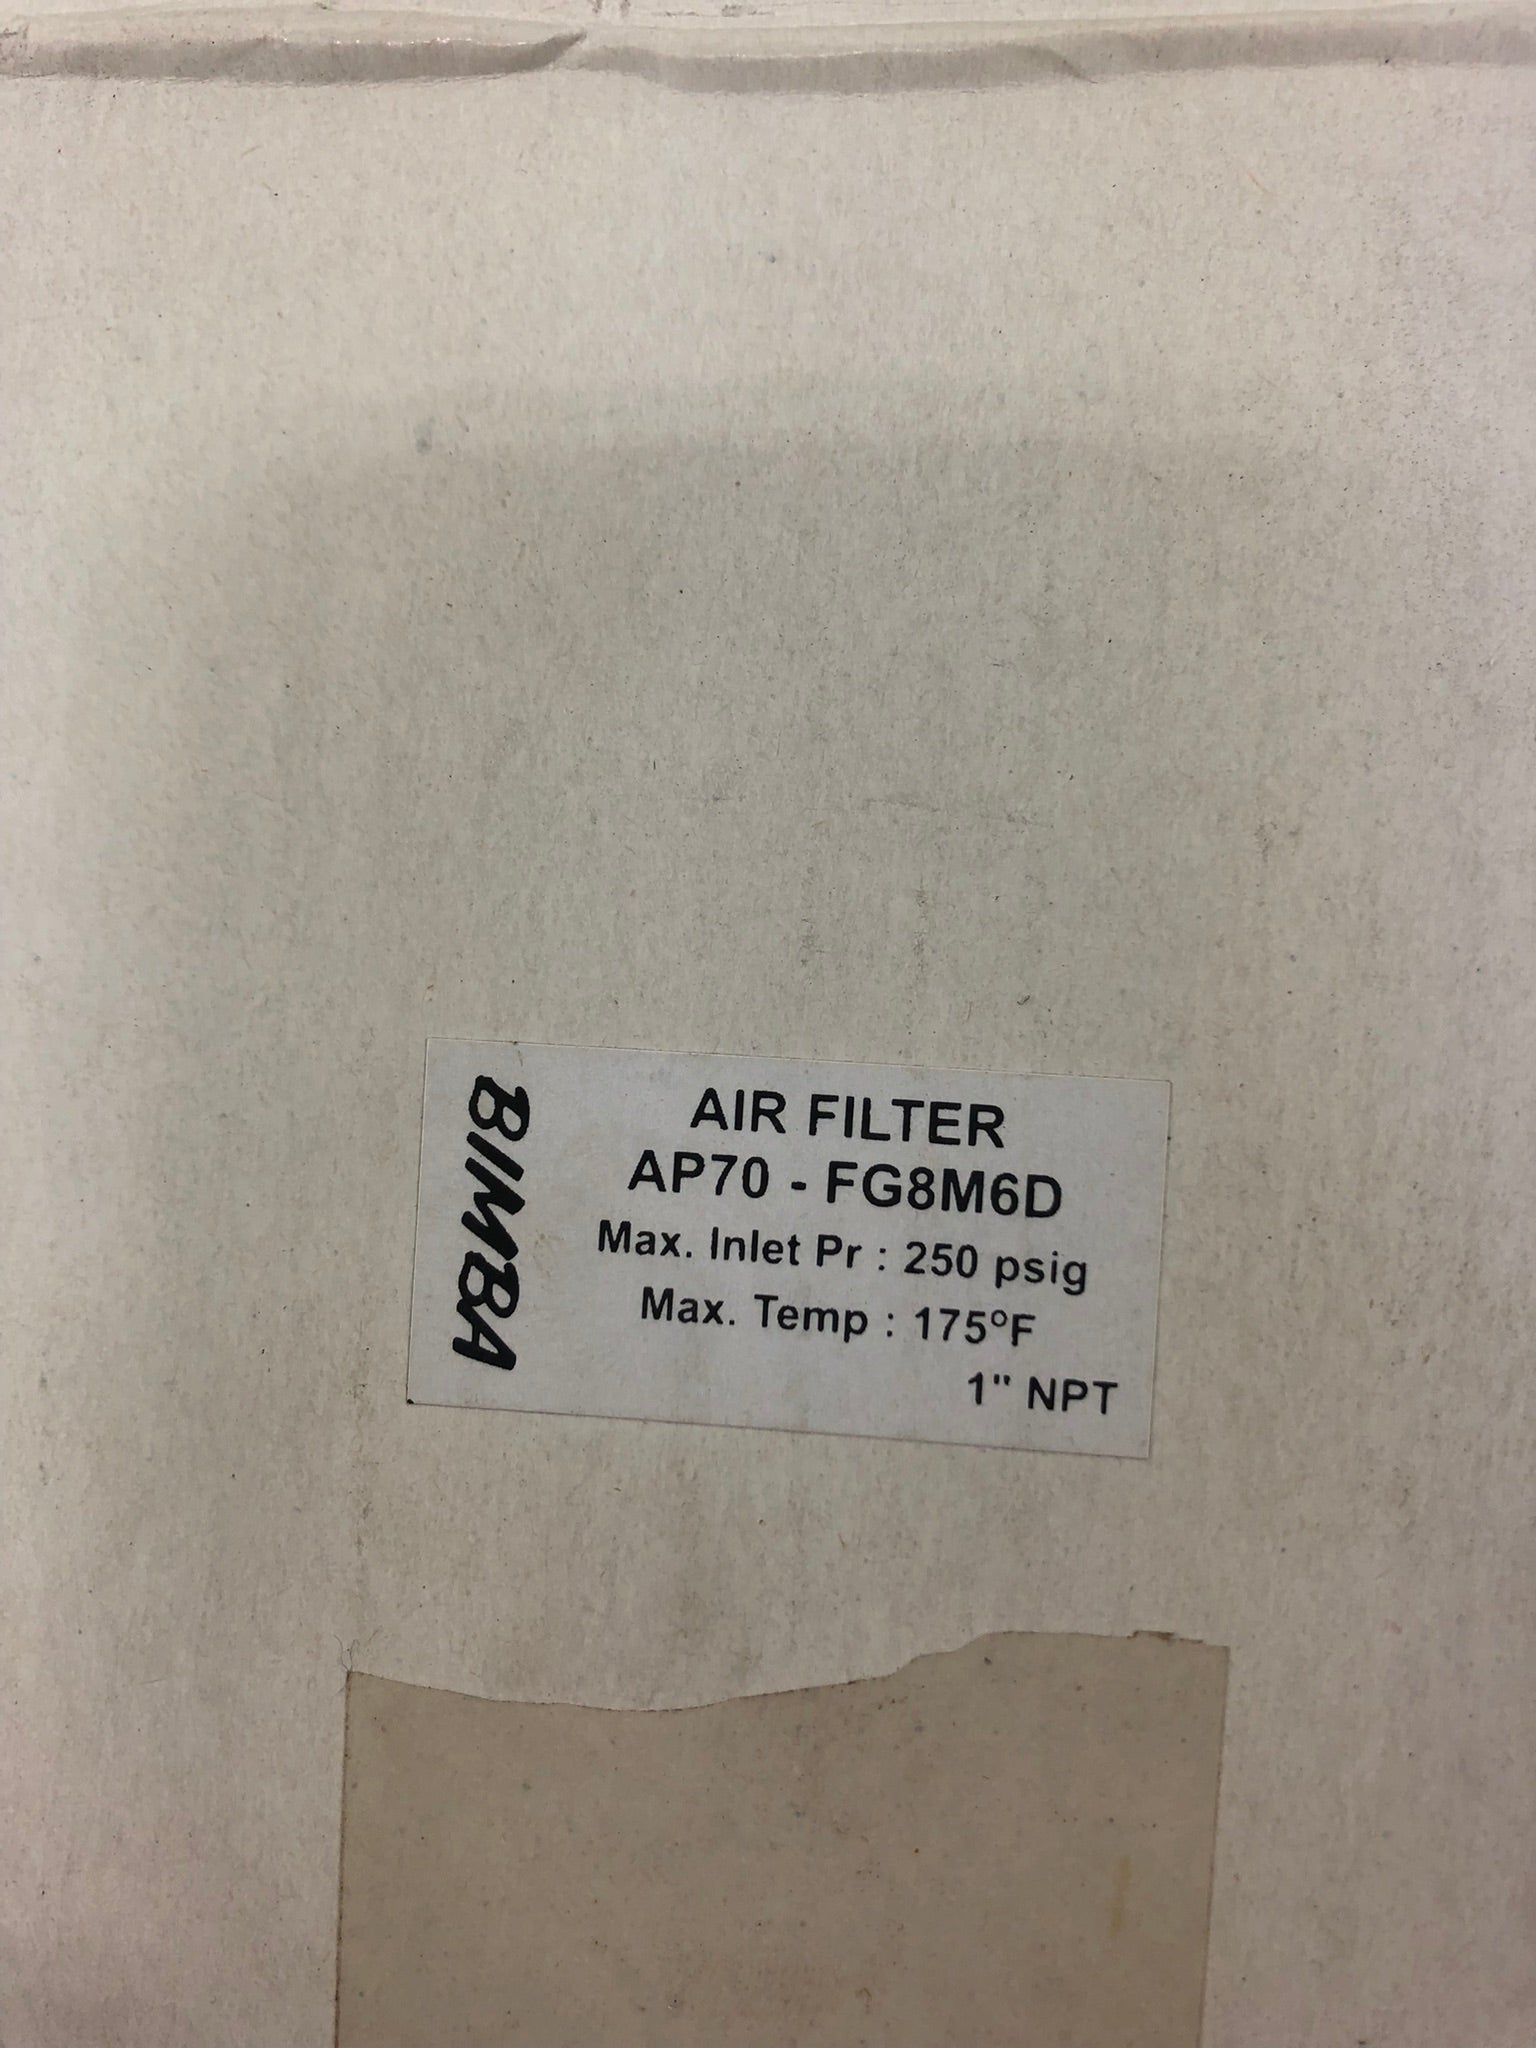 BIMBA
AIR FILTER
AP70 - FG8M6D
Max. Inlet Pr : 250 psig
Max. Temp : 175°F
1" NPT